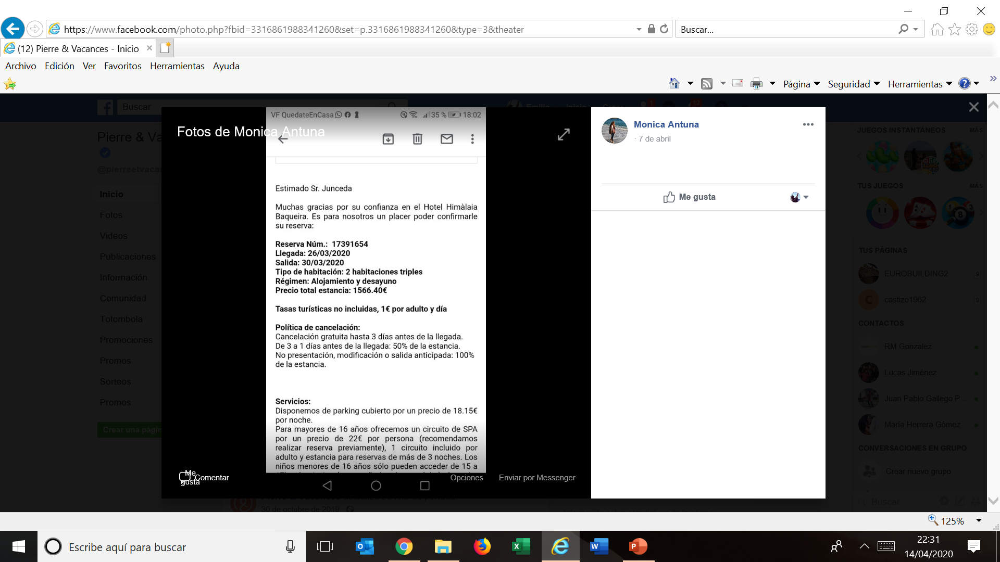 https://www.facebook.com/photo.php?fbid=3316861988341260&set=p.3316861988341260&type=3&theater
Buscar...
(12) Pierre & Vacances - Inicio
Archivo Edición Ver Favoritos Herramientas Ayuda
Página Seguridad Herramientas
Buscar
Emilio Inicio Crear
1
12
Pierre & Va
@pierreetvaca
Inicio
Fotos
Videos
Publicaciones
Información
Comunidad
Totombola
Promociones
Promos
Sorteos
Promos
Crear una págin
Fotos de Monica Antuna
VF QuedateEnCasa 35 % 18:02
Estimado Sr. Junceda
Muchas gracias por su confianza en el Hotel Himàlaia
Baqueira. Es para nosotros un placer poder confirmarle
su reserva:
Reserva Núm.: 17391654
Llegada: 26/03/2020
Salida: 30/03/2020
Tipo de habitación: 2 habitaciones triples
Régimen: Alojamiento y desayuno
Precio total estancia: 1566.40€
Tasas turísticas no incluidas, 1€ por adulto y día
Política de cancelación:
Cancelación gratuita hasta 3 días antes de la llegada.
De 3 a 1 días antes de la llegada: 50% de la estancia.
No presentación, modificación o salida anticipada: 100%
de la estancia.
Servicios:
Disponemos de parking cubierto por un precio de 18.15€
por noche.
Para mayores de 16 años ofrecemos un circuito de SPA
por un precio de 22€ por persona (recomendamos
realizar reserva previamente), 1 circuito incluido por
adulto y estancia para reservas de más de 3 noches. Los
niños menores de 16 años sólo pueden acceder de 15 a
Me gusta
Comentar
Opciones
Enviar por Messenger
30 de octubre de 2019
Monica Antuna
· 7 de abril
Me gusta
JUEGOS INSTANTÁNEOS MÁS
TUS JUEGOS MÁS
TUS PÁGINAS
EUROBUILDING2 9
C castizo1962 9
CONTACTOS
RM Gonzalez
Lucas Jiménez
Juan Pablo Gallego P...
María Herrera Gómez
CONVERSACIONES EN GRUPO
Crear nuevo grupo
Buscar
125%
Escribe aquí para buscar
22:31
14/04/2020